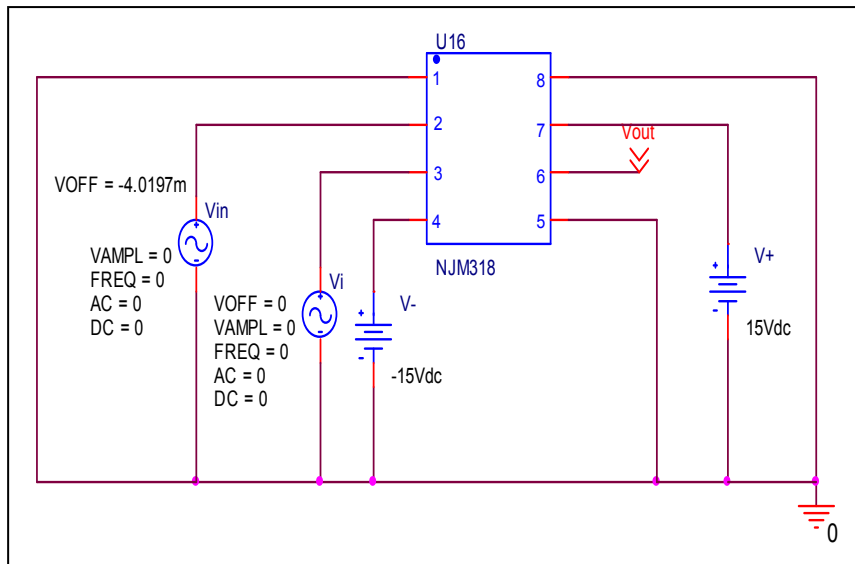 U16
1
8
2
7
Vout
3
6
VOFF = -4.0197m
4
5
Vin
VAMPL = 0
FREQ = 0
AC = 0
DC = 0
NJM318
V+
Vi
VOFF = 0
VAMPL = 0
FREQ = 0
AC = 0
DC = 0
V-
15Vdc
-15Vdc
+
-
+
-
+
-
+
-
0